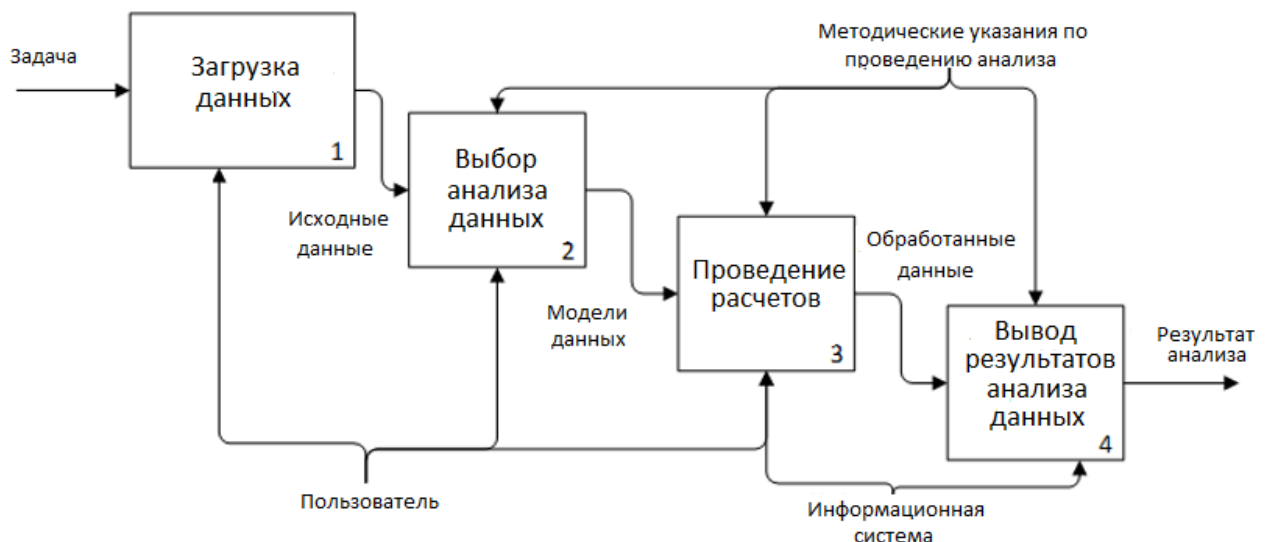 Задача
Загрузка
данных
1
Методические указания по
проведению анализа
Выбор
анализа
данных
2
Исходные
данные
Проведение
расчетов
3
Модели
данных
Обработанные
данные
Вывод
результатов
анализа
данных
4
Результат
анализа
Пользователь
Информационная
система